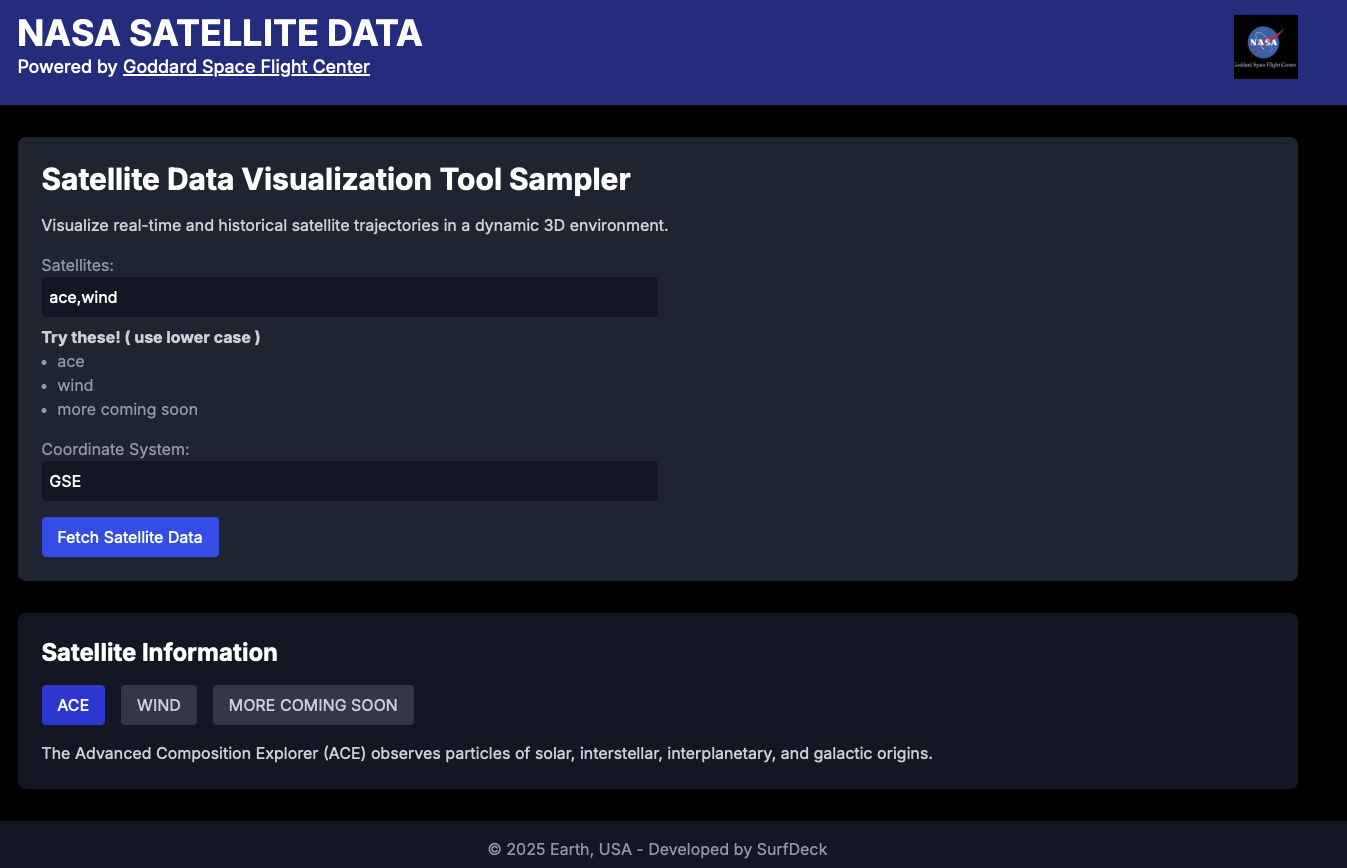 NASA SATELLITE DATA
Powered by Goddard Space Flight Center
NASA
Goddard Space Flight Center
Satellite Data Visualization Tool Sampler
Visualize real-time and historical satellite trajectories in a dynamic 3D environment.
Satellites:
ace,wind
Try these! ( use lower case )
• ace
• wind
• more coming soon
Coordinate System:
GSE
Fetch Satellite Data
Satellite Information
ACE WIND MORE COMING SOON
The Advanced Composition Explorer (ACE) observes particles of solar, interstellar, interplanetary, and galactic origins.
© 2025 Earth, USA - Developed by SurfDeck